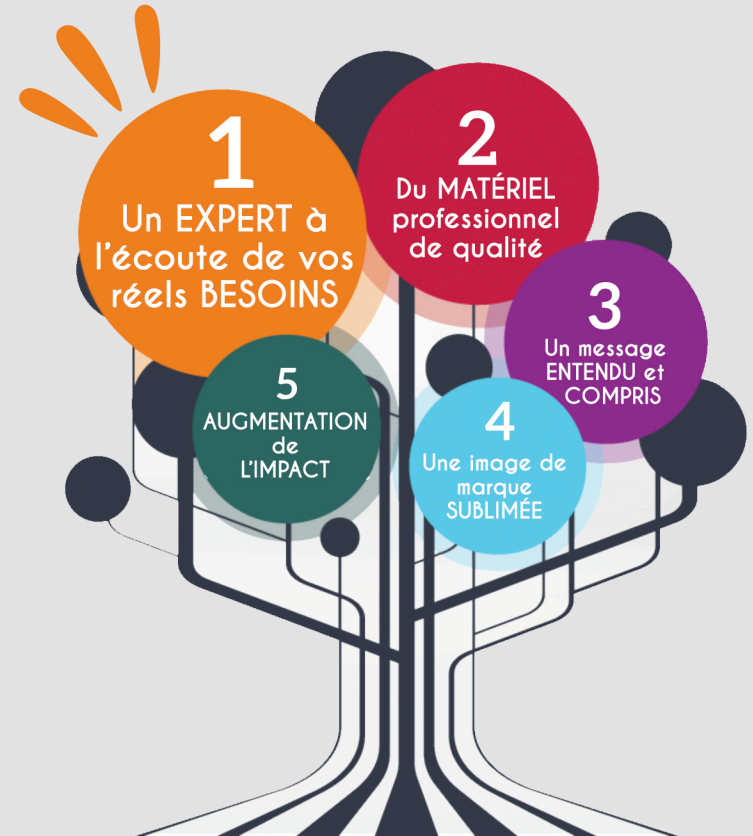 1
Un EXPERT à
l'écoute de vos
réels BESOINS
2
Du MATÉRIEL
professionnel
de qualité
3
Un message
ENTENDU et
COMPRIS
4
Une image de
marque
SUBLIMÉE
5
AUGMENTATION
de
L'IMPACT